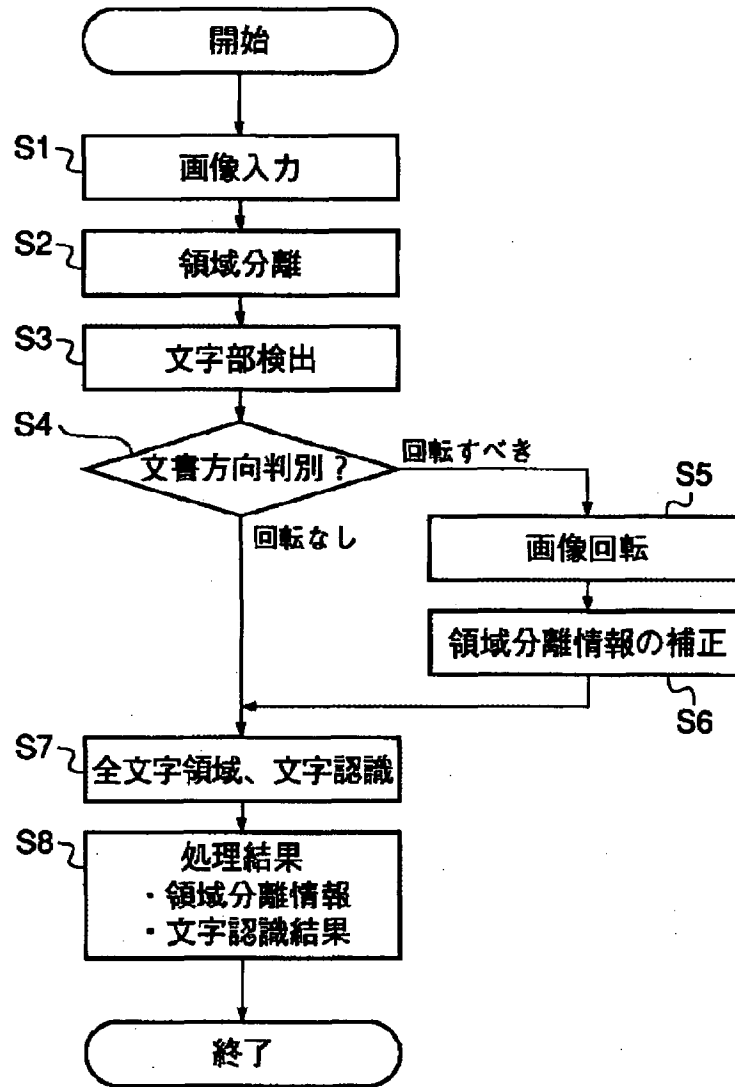 開始
S1
画像入力
S2
領域分離
S3
文字部検出
S4
文書方向判別？
回転すべき
回転なし
S5
画像回転
領域分離情報の補正
S6
S7
全文字領域、文字認識
S8
処理結果
・領域分離情報
・文字認識結果
終了